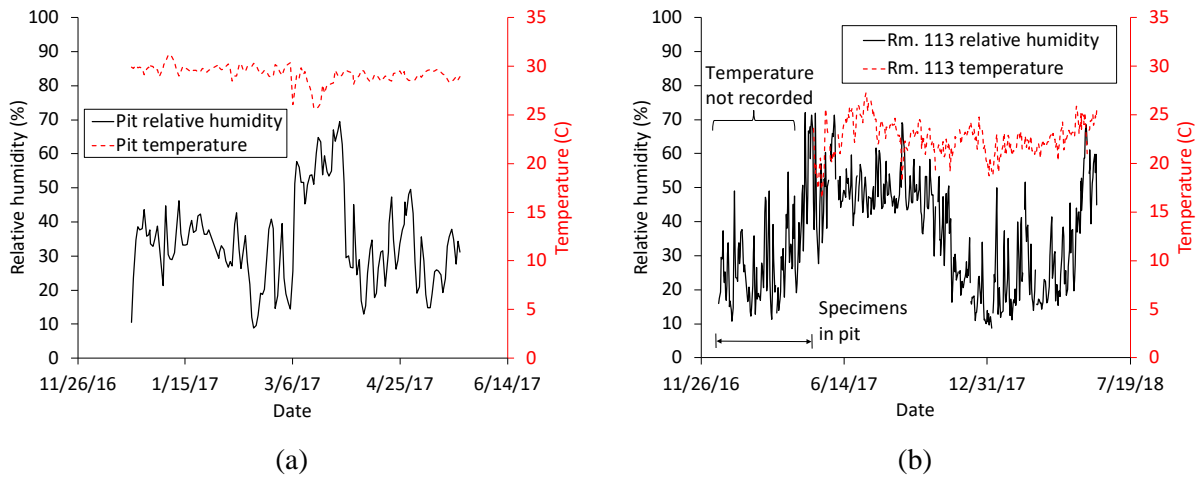 100
90
80
70
60
50
40
30
20
10
0
Relative humidity (%)
Pit relative humidity
Pit temperature
35
30
25
20
15
10
5
0
Temperature (C)
11/26/16
1/15/17
3/6/17
4/25/17
6/14/17
Date
(a)
100
90
80
70
60
50
40
30
20
10
0
Relative humidity (%)
Rm. 113 relative humidity
Rm. 113 temperature
Temperature
not recorded
Specimens
in pit
35
30
25
20
15
10
5
0
Temperature (C)
11/26/16
6/14/17
12/31/17
7/19/18
Date
(b)